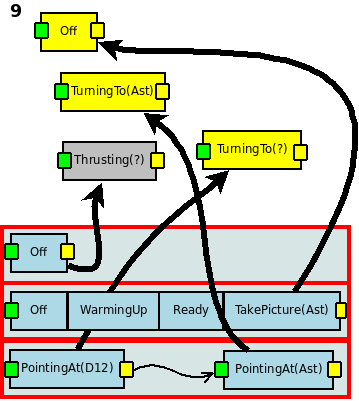 9
Off
TurningTo(Ast)
TurningTo(?)
Thrusting(?)
Off
Off WarmingUp Ready TakePicture(Ast)
PointingAt(D12) PointingAt(Ast)